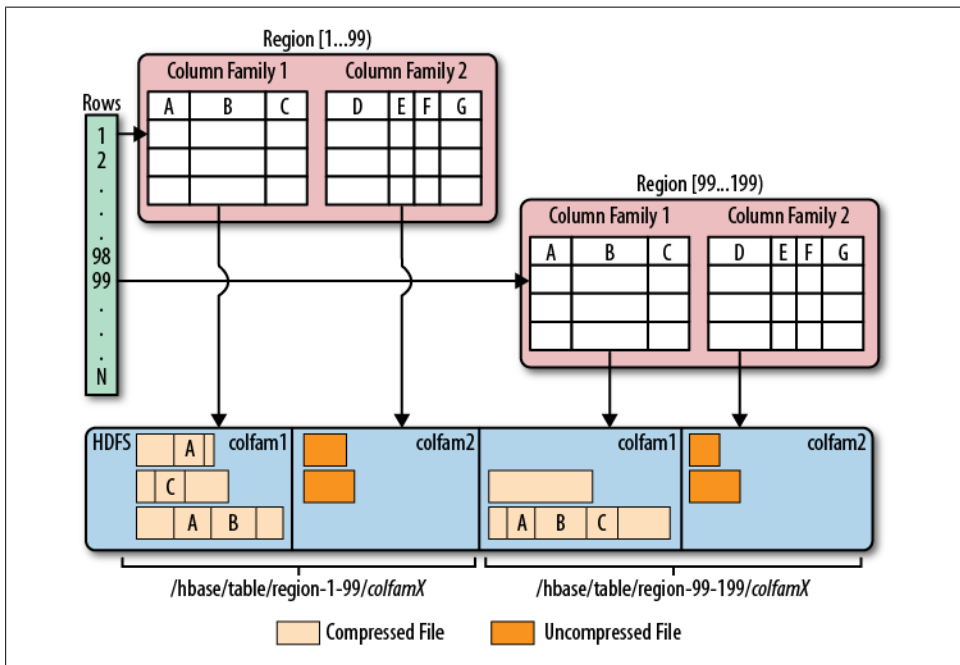 Region [1...99)
Column Family 1
Column Family 2
Rows
A B C
D E F G
1
2
.
.
.
98
99
.
.
.
N
Region [99...199)
Column Family 1
Column Family 2
A B C
D E F G
HDFS
colfam1
colfam2
colfam1
colfam2
A
C
A B
A B C
/hbase/table/region-1-99/colfamX
/hbase/table/region-99-199/colfamX
Compressed File
Uncompressed File